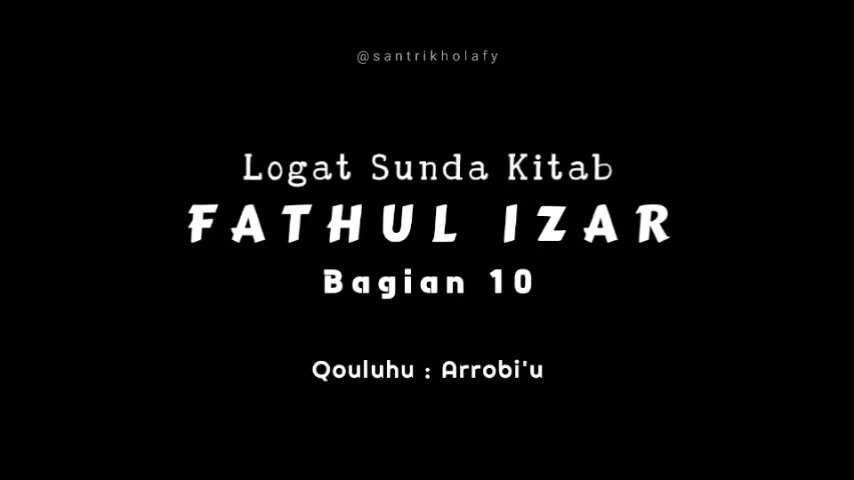 @santrikholafy
Logat Sunda Kitab
FATHUL IZAR
Bagian 10
Qouluhu : Arrobi'u